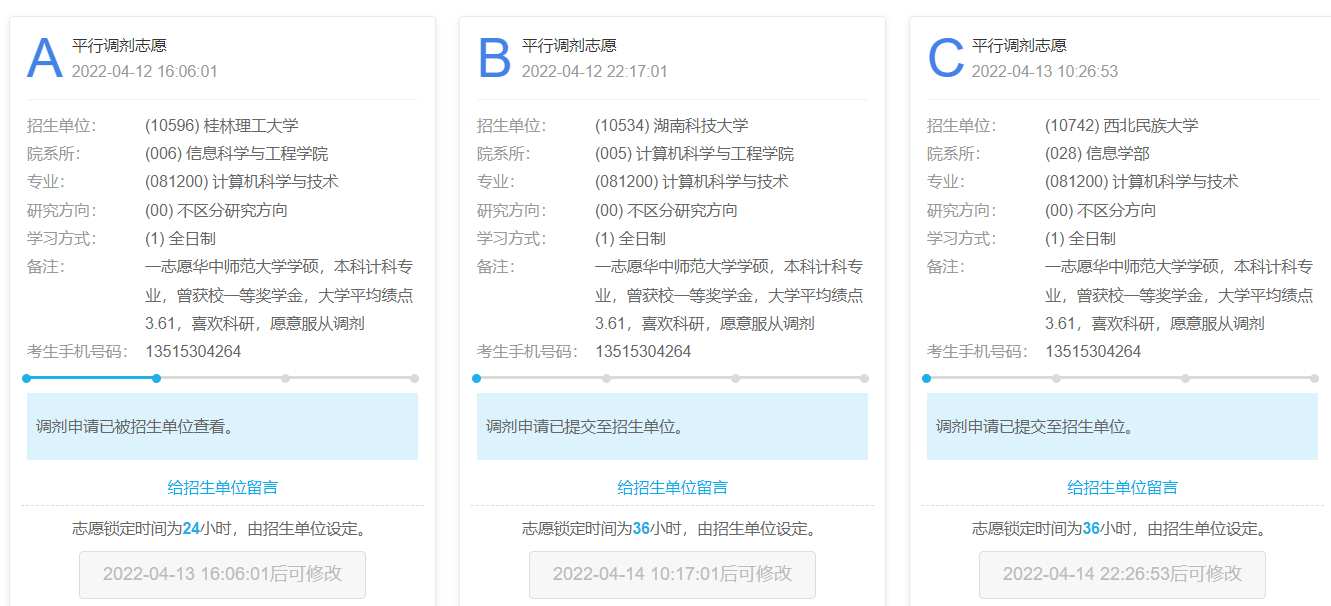 A
平行调剂志愿
2022-04-12 16:06:01
招生单位： (10596) 桂林理工大学
院系所： (006) 信息科学与工程学院
专业： (081200) 计算机科学与技术
研究方向： (00) 不区分研究方向
学习方式： (1) 全日制
备注： 一志愿华中师范大学学硕，本科计科专
业，曾获校一等奖学金，大学平均绩点
3.61，喜欢科研，愿意服从调剂
考生手机号码： 13515304264
调剂申请已被招生单位查看。
给招生单位留言
志愿锁定时间为24小时，由招生单位设定。
2022-04-13 16:06:01后可修改
B
平行调剂志愿
2022-04-12 22:17:01
招生单位： (10534) 湖南科技大学
院系所： (005) 计算机科学与工程学院
专业： (081200) 计算机科学与技术
研究方向： (00) 不区分研究方向
学习方式： (1) 全日制
备注： 一志愿华中师范大学学硕，本科计科专
业，曾获校一等奖学金，大学平均绩点
3.61，喜欢科研，愿意服从调剂
考生手机号码： 13515304264
调剂申请已提交至招生单位。
给招生单位留言
志愿锁定时间为36小时，由招生单位设定。
2022-04-14 10:17:01后可修改
C
平行调剂志愿
2022-04-13 10:26:53
招生单位： (10742) 西北民族大学
院系所： (028) 信息学部
专业： (081200) 计算机科学与技术
研究方向： (00) 不区分方向
学习方式： (1) 全日制
备注： 一志愿华中师范大学学硕，本科计科专
业，曾获校一等奖学金，大学平均绩点
3.61，喜欢科研，愿意服从调剂
考生手机号码： 13515304264
调剂申请已提交至招生单位。
给招生单位留言
志愿锁定时间为36小时，由招生单位设定。
2022-04-14 22:26:53后可修改